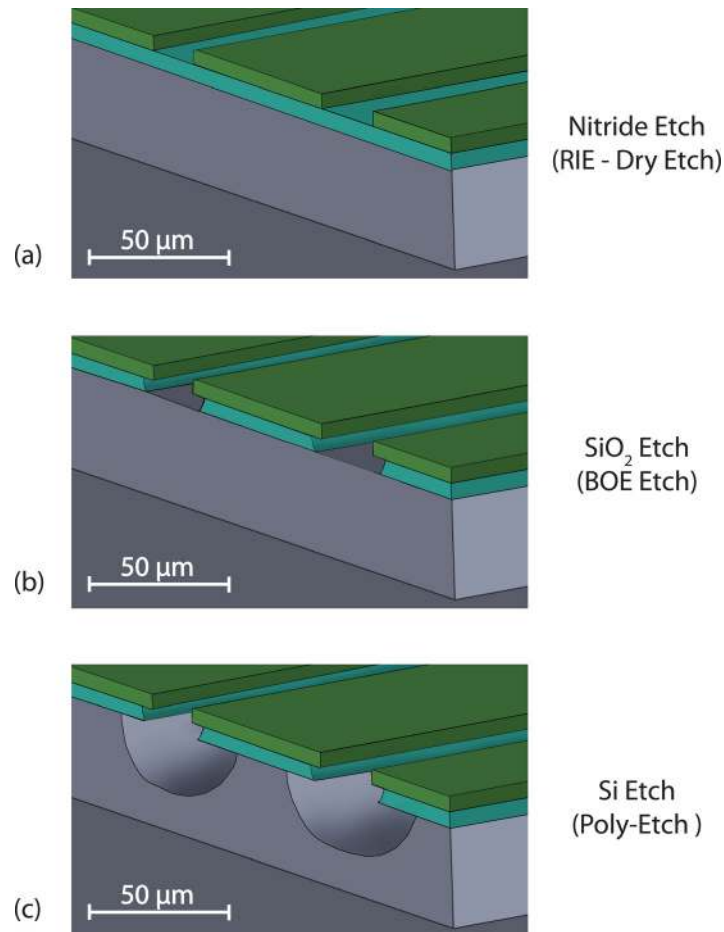 Nitride Etch
(RIE - Dry Etch)
50 µm
(a)
SiO₂ Etch
(BOE Etch)
50 µm
(b)
Si Etch
(Poly-Etch )
50 µm
(c)